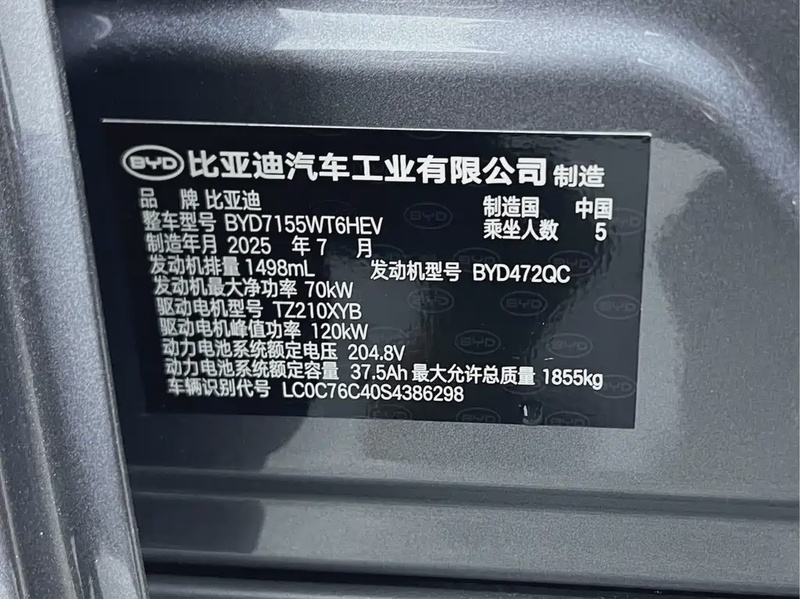 BYD 比亚迪汽车工业有限公司 制造
品 牌 比亚迪 制造国 中国
整车型号 BYD7155WT6HEV 乘坐人数 5
制造年月 2025 年 7 月
发动机排量 1498mL 发动机型号 BYD472QC
发动机最大净功率 70kW
驱动电机型号 TZ210XYB
驱动电机峰值功率 120kW
动力电池系统额定电压 204.8V
动力电池系统额定容量 37.5Ah 最大允许总质量 1855kg
车辆识别代号 LC0C76C40S4386298